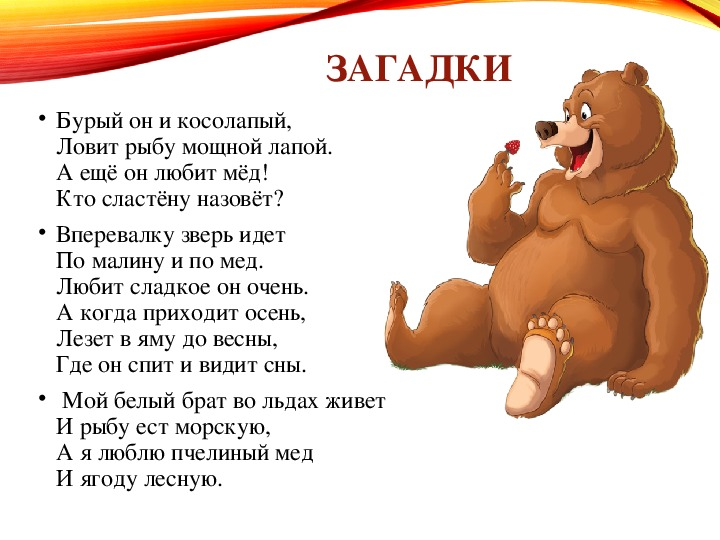 ЗАГАДКИ
• Бурый он и косолапый,
Ловит рыбу мощной лапой.
А ещё он любит мёд!
Кто сластёну назовёт?
• Вперевалку зверь идет
По малину и по мед.
Любит сладкое он очень.
А когда приходит осень,
Лезет в яму до весны,
Где он спит и видит сны.
• Мой белый брат во льдах живет
И рыбу ест морскую,
А я люблю пчелиный мед
И ягоду лесную.